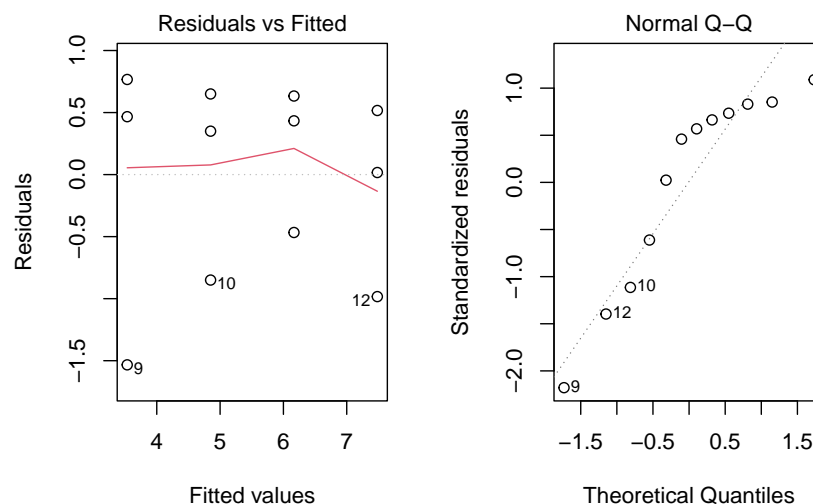 Residuals vs Fitted
1.0
0.5
0.0
−0.5
−1.5
Residuals
10
12
9
4 5 6 7
Fitted values
Normal Q−Q
1.0
0.0
−1.0
−2.0
Standardized residuals
10
12
9
−1.5 −0.5 0.5 1.5
Theoretical Quantiles